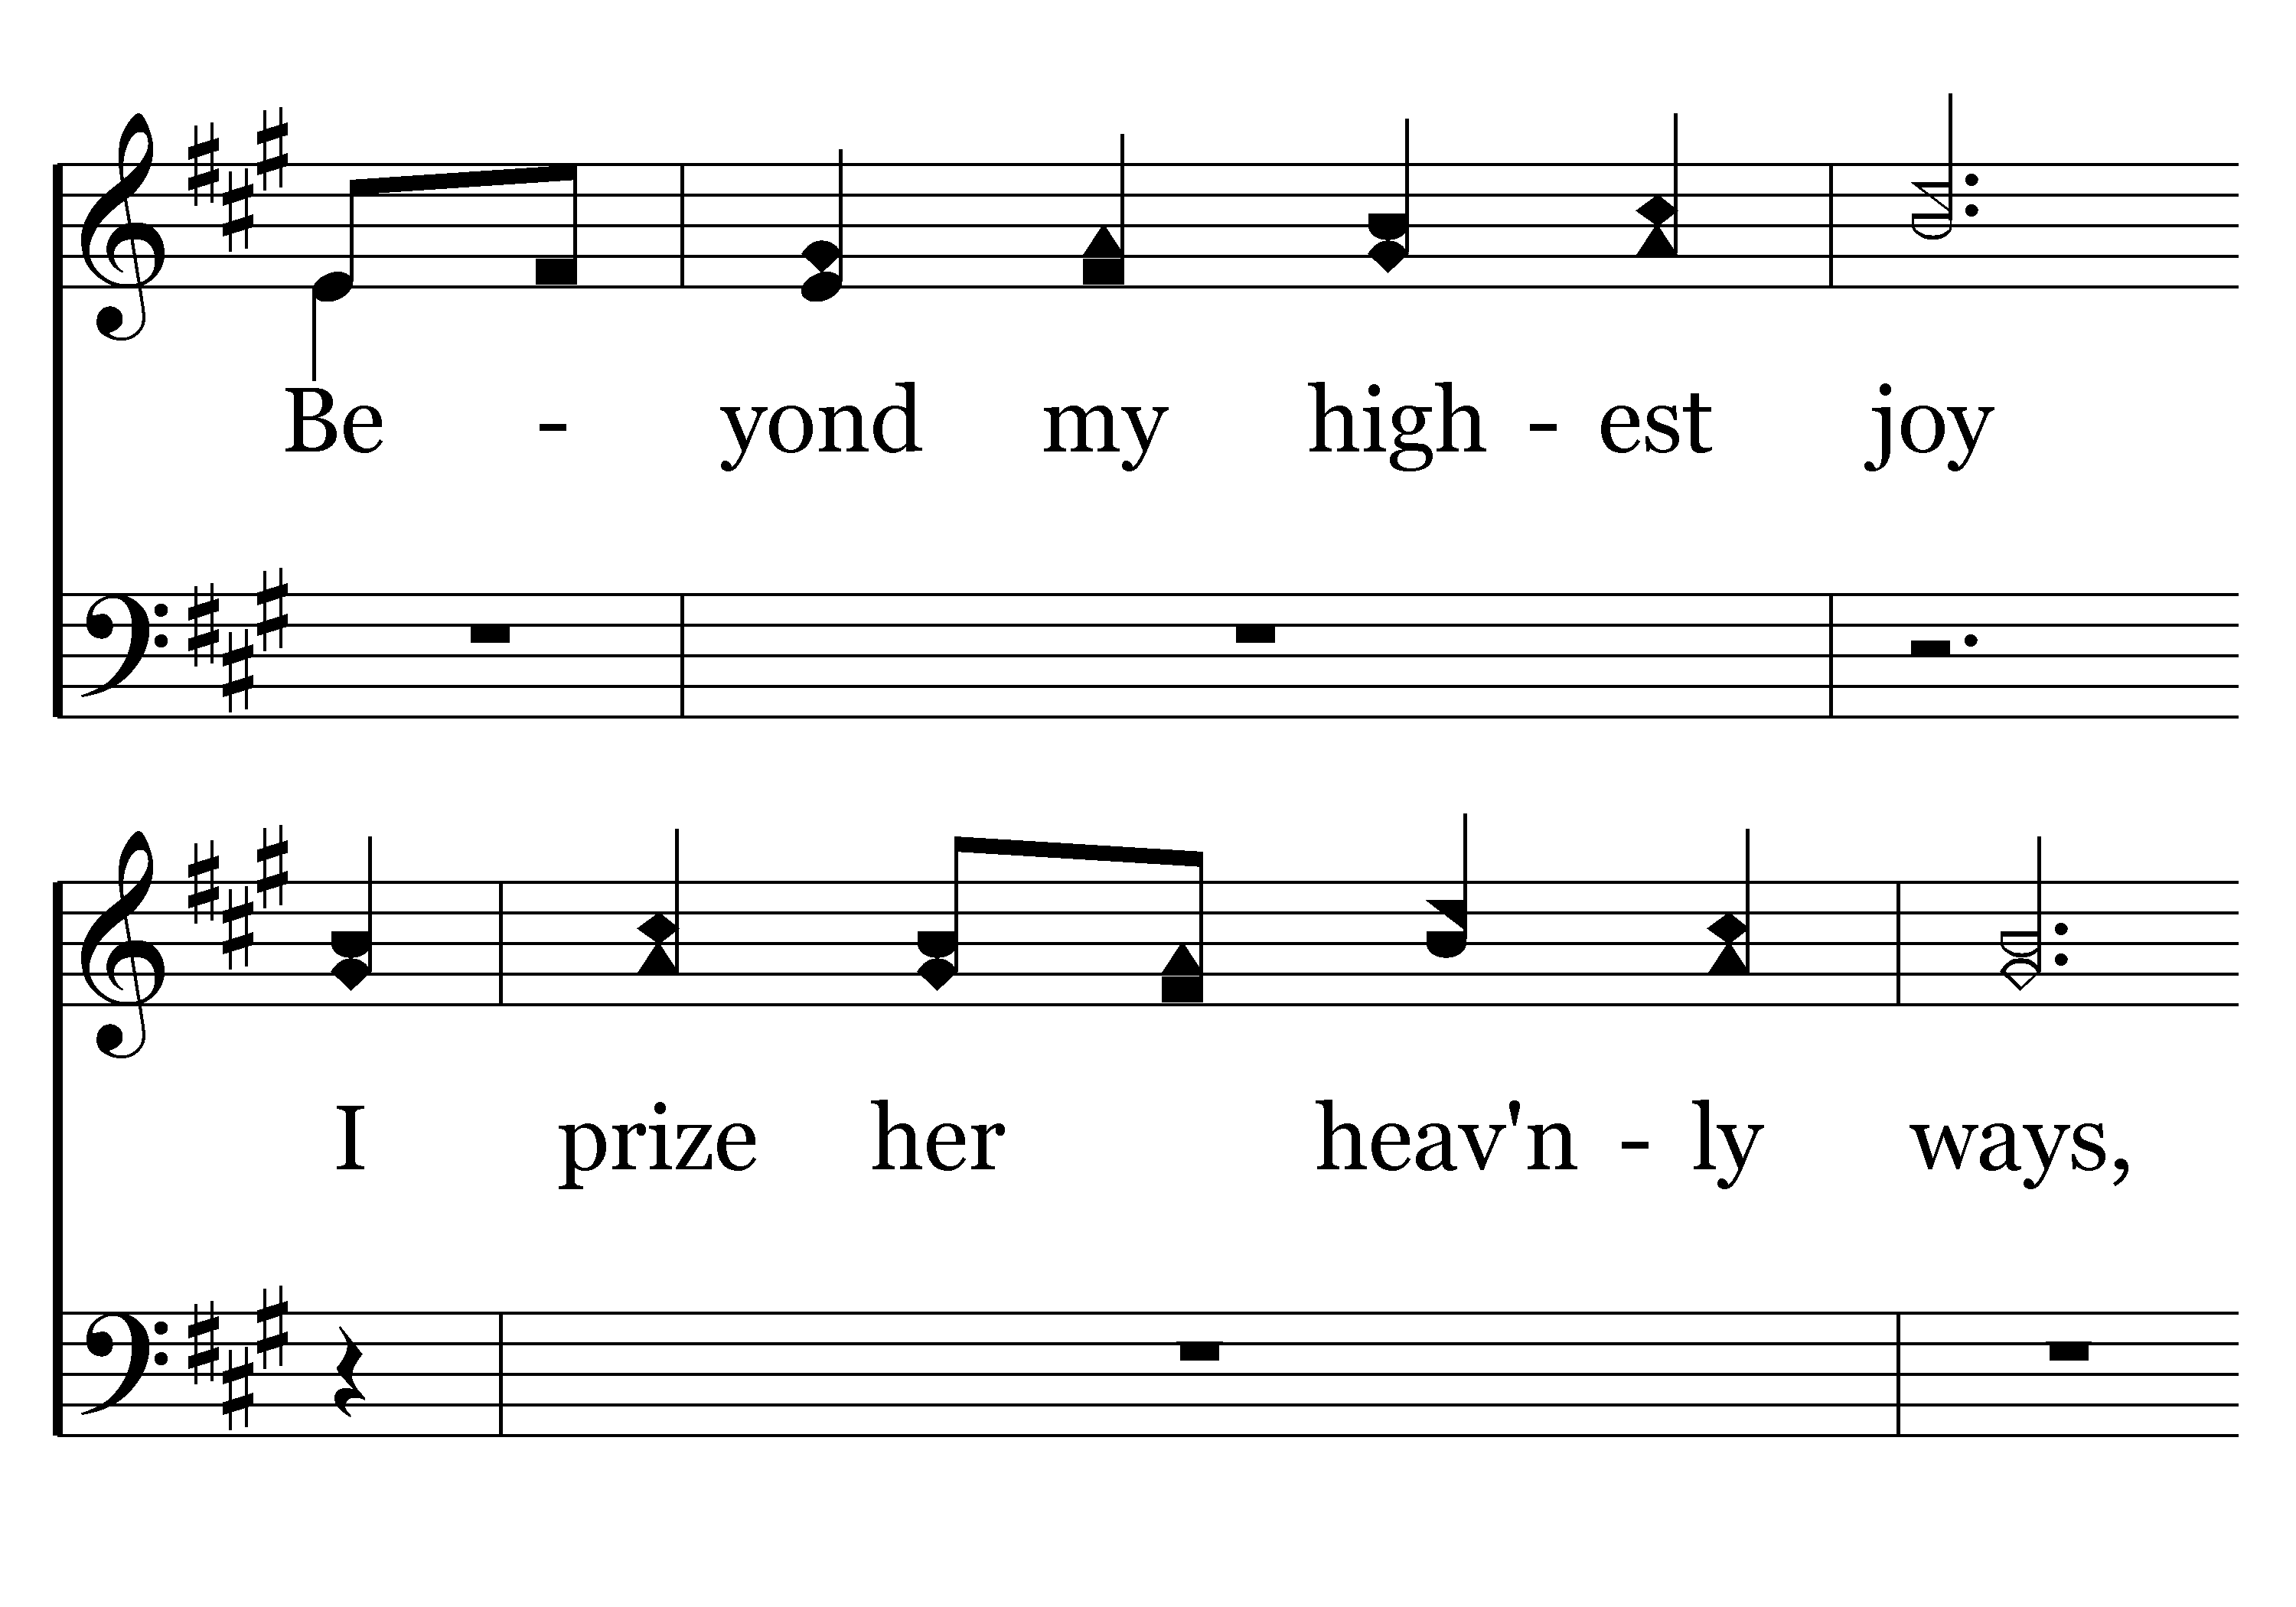 Be - yond my high - est joy
I prize her heav'n - ly ways,